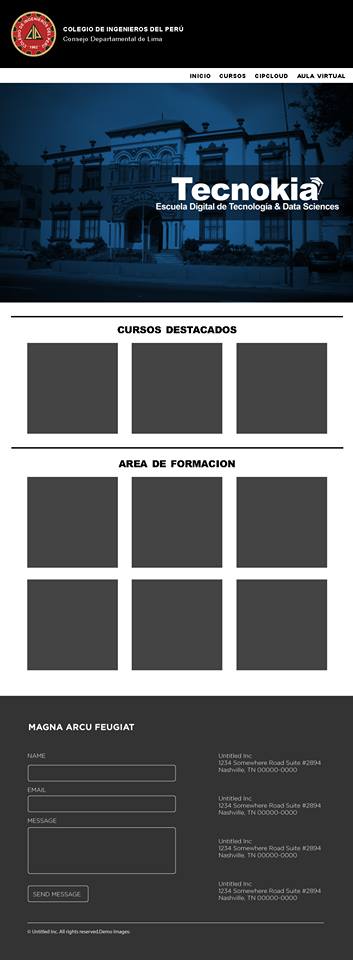 COLEGIO DE INGENIEROS DEL PERÚ
Consejo Departamental de Lima
INICIO CURSOS CIPCLOUD AULA VIRTUAL
Tecnokia
Escuela Digital de Tecnología & Data Sciences
CURSOS DESTACADOS
AREA DE FORMACION
MAGNA ARCU FEUGIAT
NAME
EMAIL
MESSAGE
SEND MESSAGE
Untitled Inc
1234 Somewhere Road Suite #2894
Nashville, TN 00000-0000
Untitled Inc
1234 Somewhere Road Suite #2894
Nashville, TN 00000-0000
Untitled Inc
1234 Somewhere Road Suite #2894
Nashville, TN 00000-0000
Untitled Inc
1234 Somewhere Road Suite #2894
Nashville, TN 00000-0000
© Untitled Inc. All rights reserved.Demo Images: